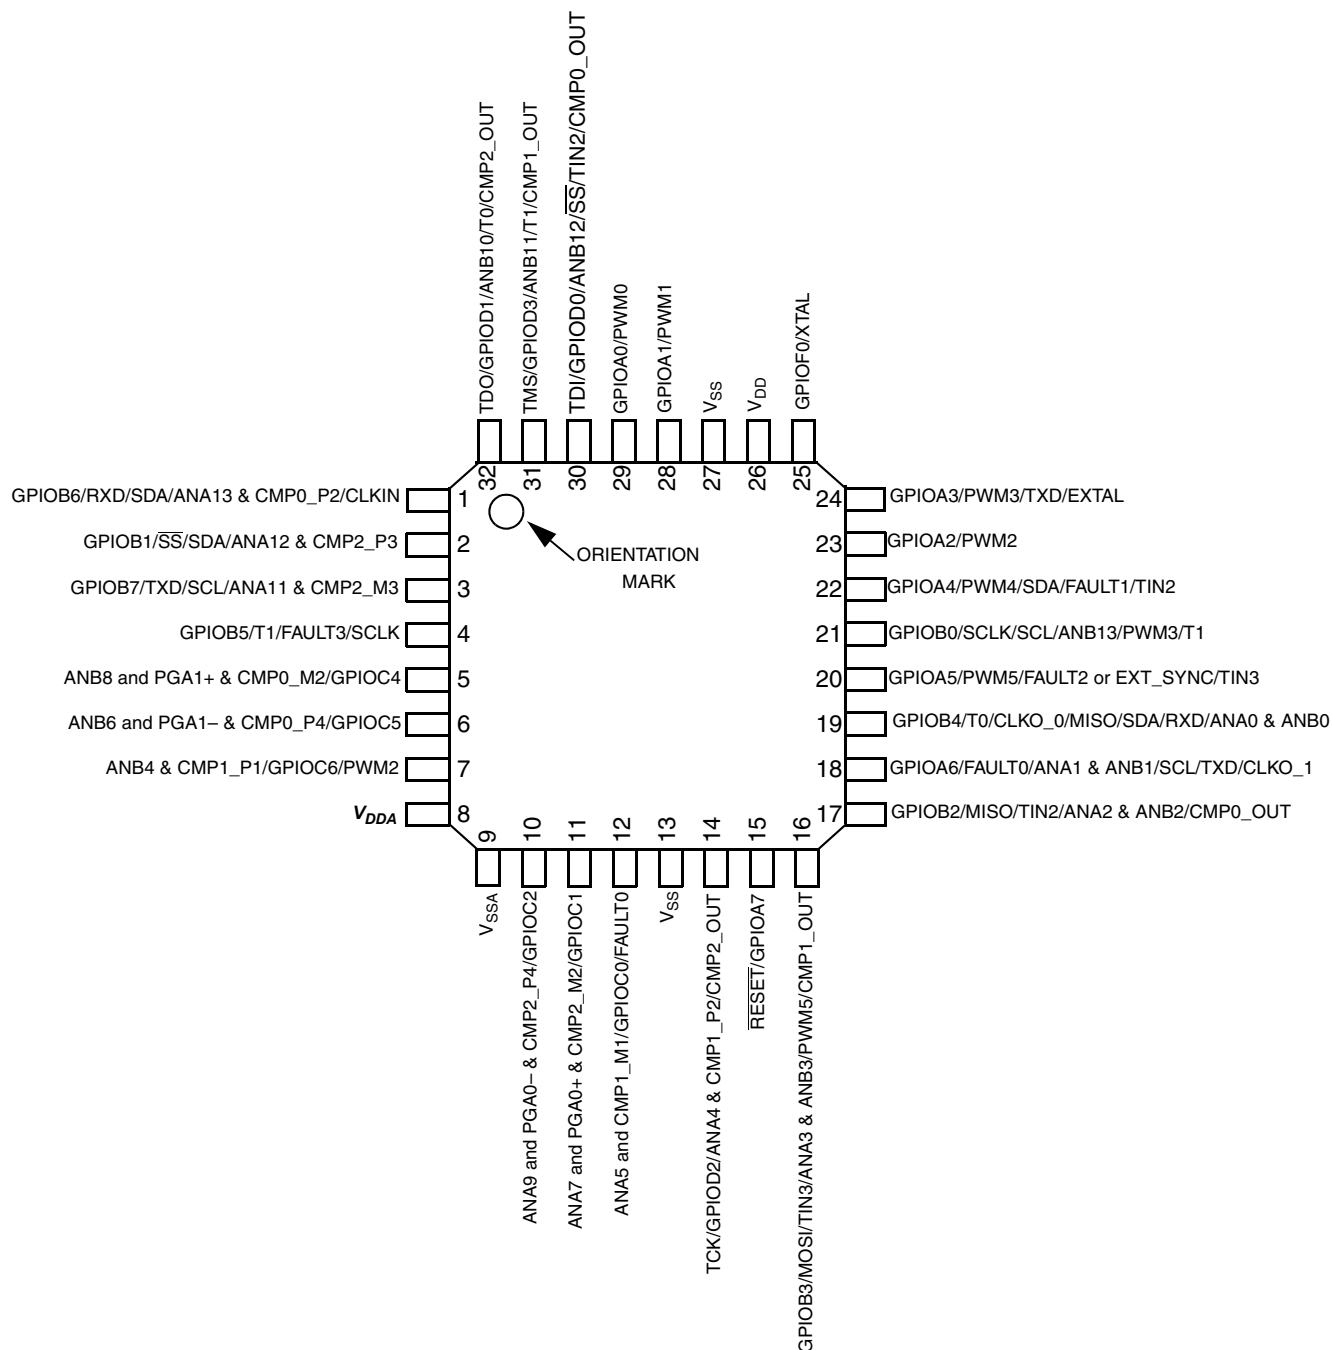 TDO/GPIOD1/ANB10/T0/CMP2_OUT
TMS/GPIOD3/ANB11/T1/CMP1_OUT
TDI/GPIOD0/ANB12/S̅S̅/TIN2/CMP0_OUT
GPIOA0/PWM0
GPIOA1/PWM1
VSS
VDD
GPIOF0/XTAL
32
31
30
29
28
27
26
25
GPIOB6/RXD/SDA/ANA13 & CMP0_P2/CLKIN
1
GPIOB1/S̅S̅/SDA/ANA12 & CMP2_P3
2
GPIOB7/TXD/SCL/ANA11 & CMP2_M3
3
GPIOB5/T1/FAULT3/SCLK
4
ANB8 and PGA1+ & CMP0_M2/GPIOC4
5
ANB6 and PGA1– & CMP0_P4/GPIOC5
6
ANB4 & CMP1_P1/GPIOC6/PWM2
7
VDDA
8
ORIENTATION
MARK
24
GPIOA3/PWM3/TXD/EXTAL
23
GPIOA2/PWM2
22
GPIOA4/PWM4/SDA/FAULT1/TIN2
21
GPIOB0/SCLK/SCL/ANB13/PWM3/T1
20
GPIOA5/PWM5/FAULT2 or EXT_SYNC/TIN3
19
GPIOB4/T0/CLKO_0/MISO/SDA/RXD/ANA0 & ANB0
18
GPIOA6/FAULT0/ANA1 & ANB1/SCL/TXD/CLKO_1
17
GPIOB2/MISO/TIN2/ANA2 & ANB2/CMP0_OUT
9
10
11
12
13
14
15
16
VSSA
ANA9 and PGA0– & CMP2_P4/GPIOC2
ANA7 and PGA0+ & CMP2_M2/GPIOC1
ANA5 and CMP1_M1/GPIOC0/FAULT0
VSS
TCK/GPIOD2/ANA4 & CMP1_P2/CMP2_OUT
R̅E̅S̅E̅T̅/GPIOA7
GPIOB3/MOSI/TIN3/ANA3 & ANB3/PWM5/CMP1_OUT